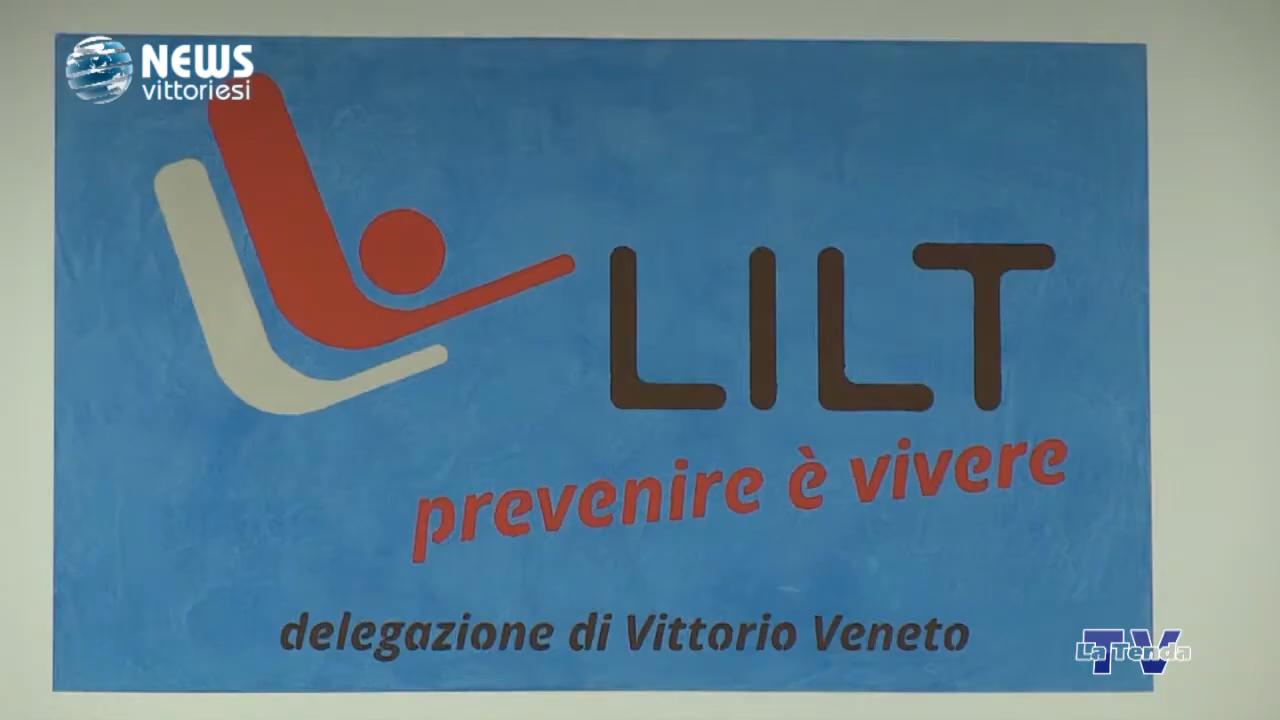 NEWS
vittoriesi
LILT
prevenire è vivere
delegazione di Vittorio Veneto
La Tenda
TV